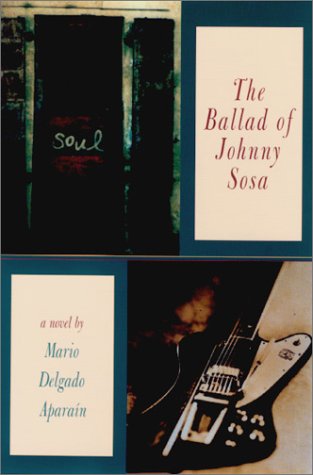 soul
The
Ballad of
Johnny
Sosa
a novel by
Mario
Delgado
Aparaín